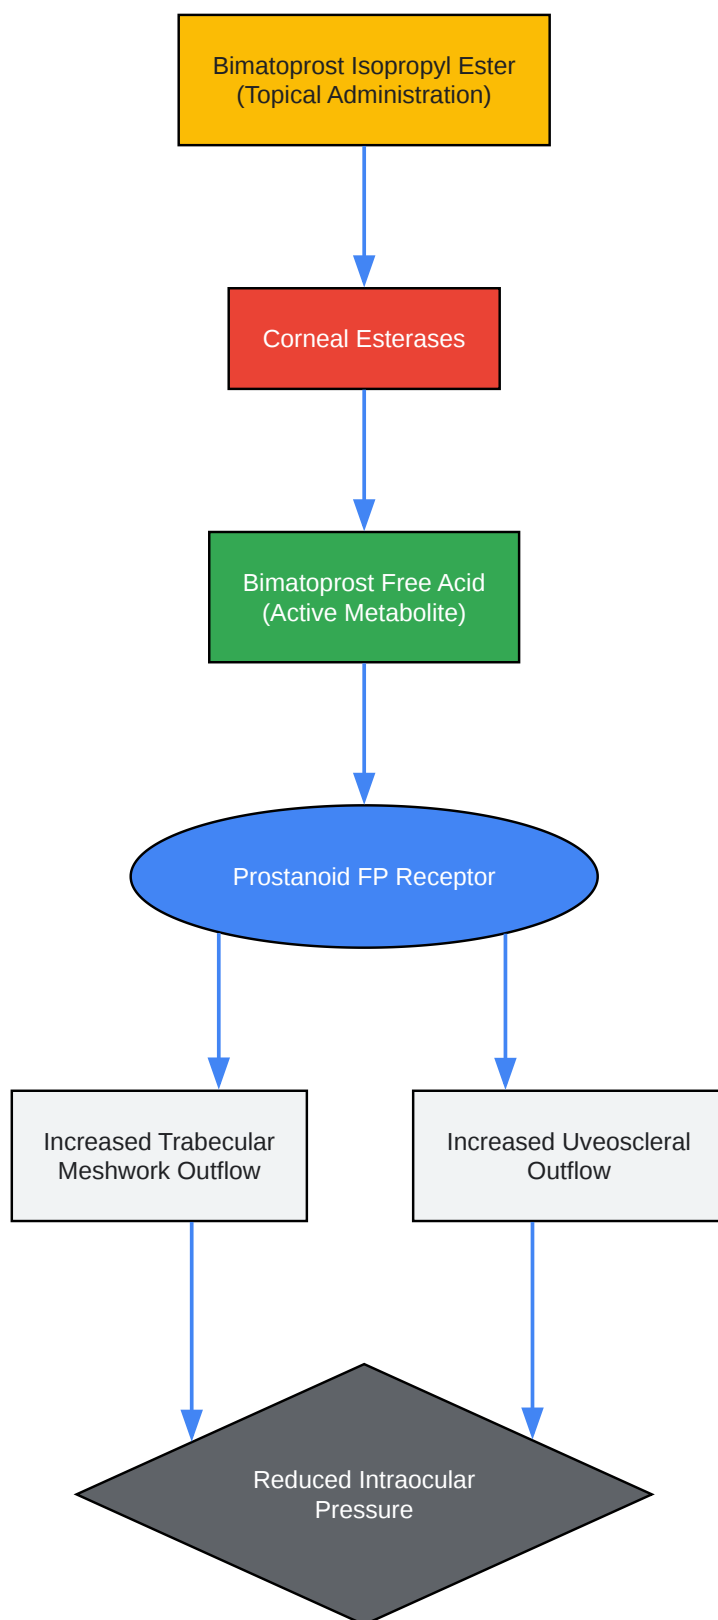 Bimatoprost Isopropyl Ester
(Topical Administration)
Corneal Esterases
Bimatoprost Free Acid
(Active Metabolite)
Prostanoid FP Receptor
Increased Trabecular
Meshwork Outflow
Increased Uveoscleral
Outflow
Reduced Intraocular
Pressure